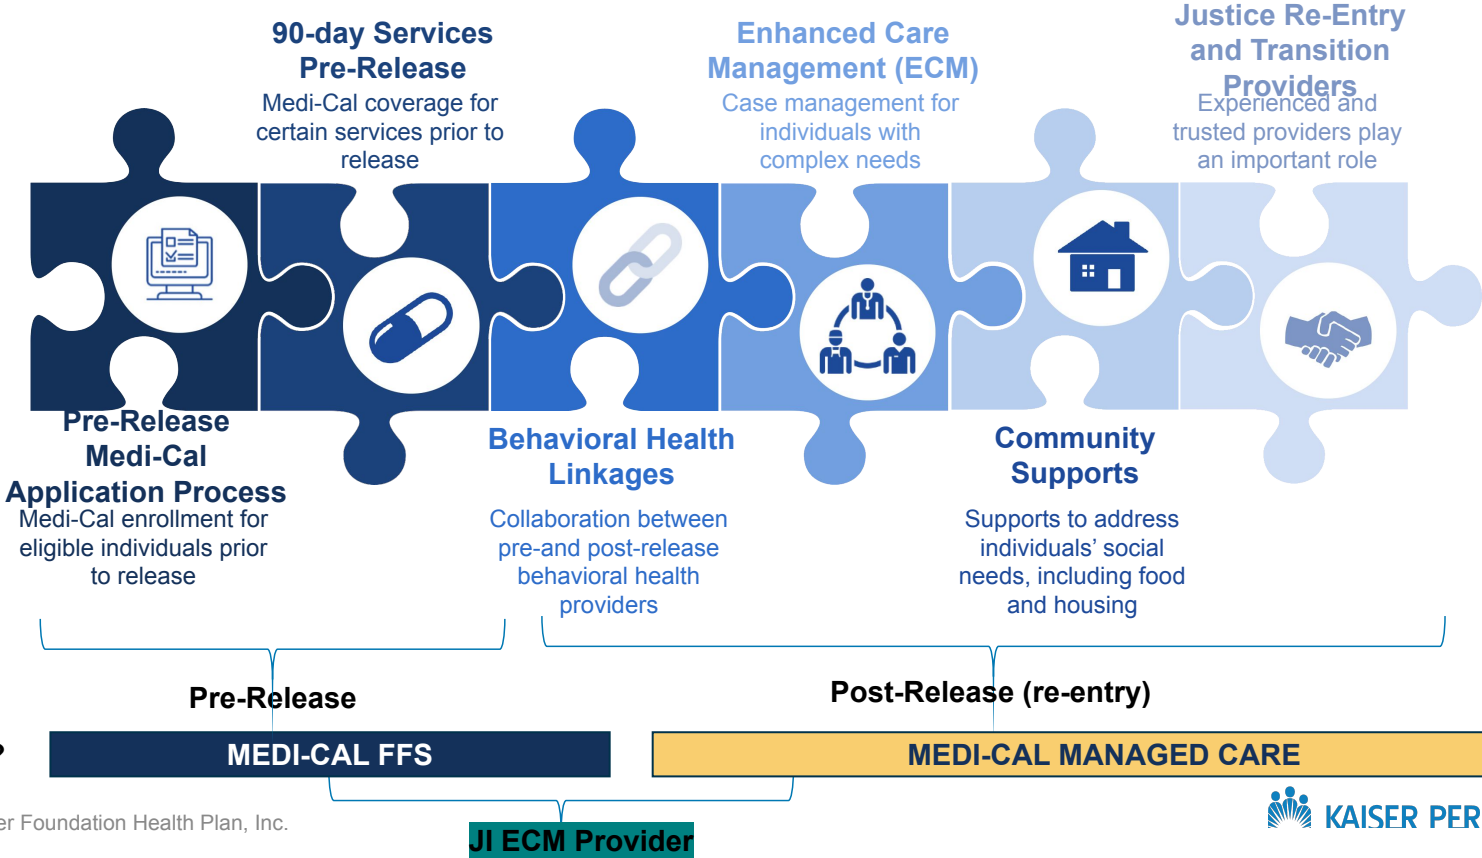 90-day Services
Pre-Release
Medi-Cal coverage for
certain services prior to
release
Enhanced Care
Management (ECM)
Case management for
individuals with
complex needs
Justice Re-Entry
and Transition
Providers
Experienced and
trusted providers play
an important role
Pre-Release
Medi-Cal
Application Process
Medi-Cal enrollment for
eligible individuals prior
to release
Behavioral Health
Linkages
Collaboration between
pre-and post-release
behavioral health
providers
Community
Supports
Supports to address
individuals’ social
needs, including food
and housing
Pre-Release
Post-Release (re-entry)
?
MEDI-CAL FFS
MEDI-CAL MANAGED CARE
er Foundation Health Plan, Inc.
JI ECM Provider
KAISER PER